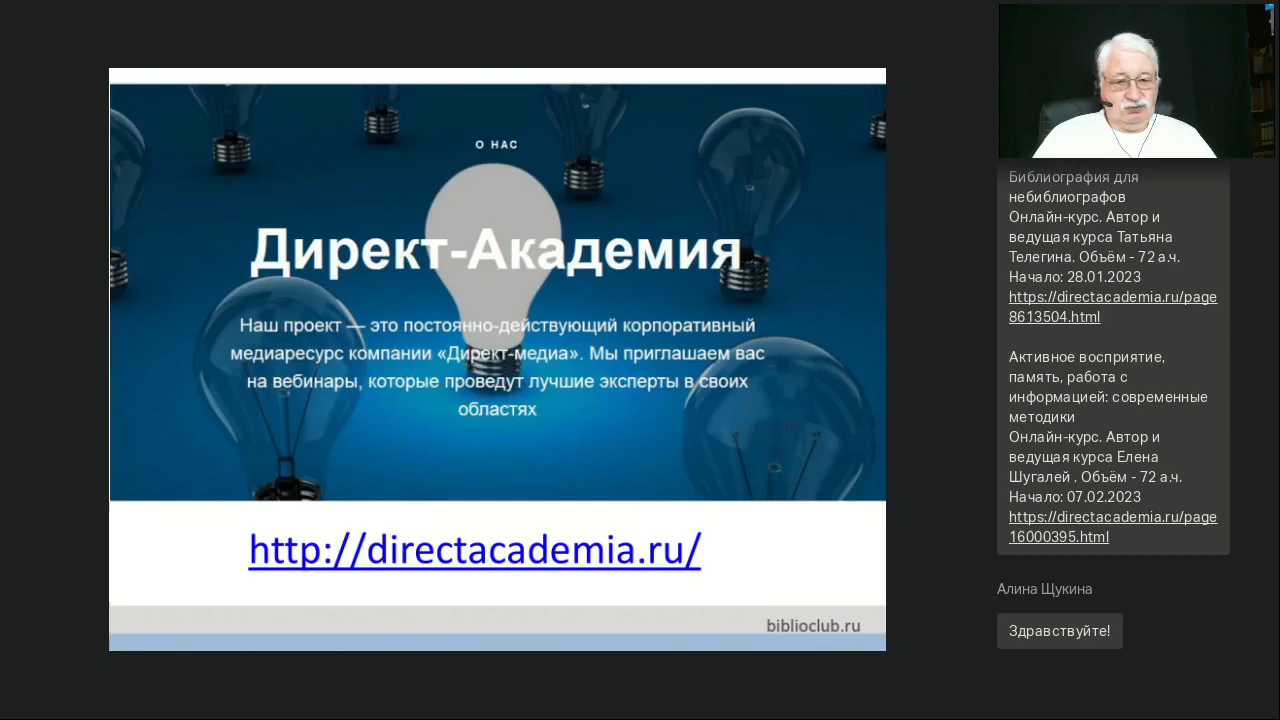 О НАС
Директ-Академия
Наш проект — это постоянно-действующий корпоративный
медиаресурс компании «Директ-медиа». Мы приглашаем вас
на вебинары, которые проведут лучшие эксперты в своих
областях
http://directacademia.ru/
biblioclub.ru
Библиография для
небиблиографов
Онлайн-курс. Автор и
ведущая курса Татьяна
Телегина. Объём - 72 а.ч.
Начало: 28.01.2023
https://directacademia.ru/page
8613504.html
Активное восприятие,
память, работа с
информацией: современные
методики
Онлайн-курс. Автор и
ведущая курса Елена
Шугалей . Объём - 72 а.ч.
Начало: 07.02.2023
https://directacademia.ru/page
16000395.html
Алина Щукина
Здравствуйте!